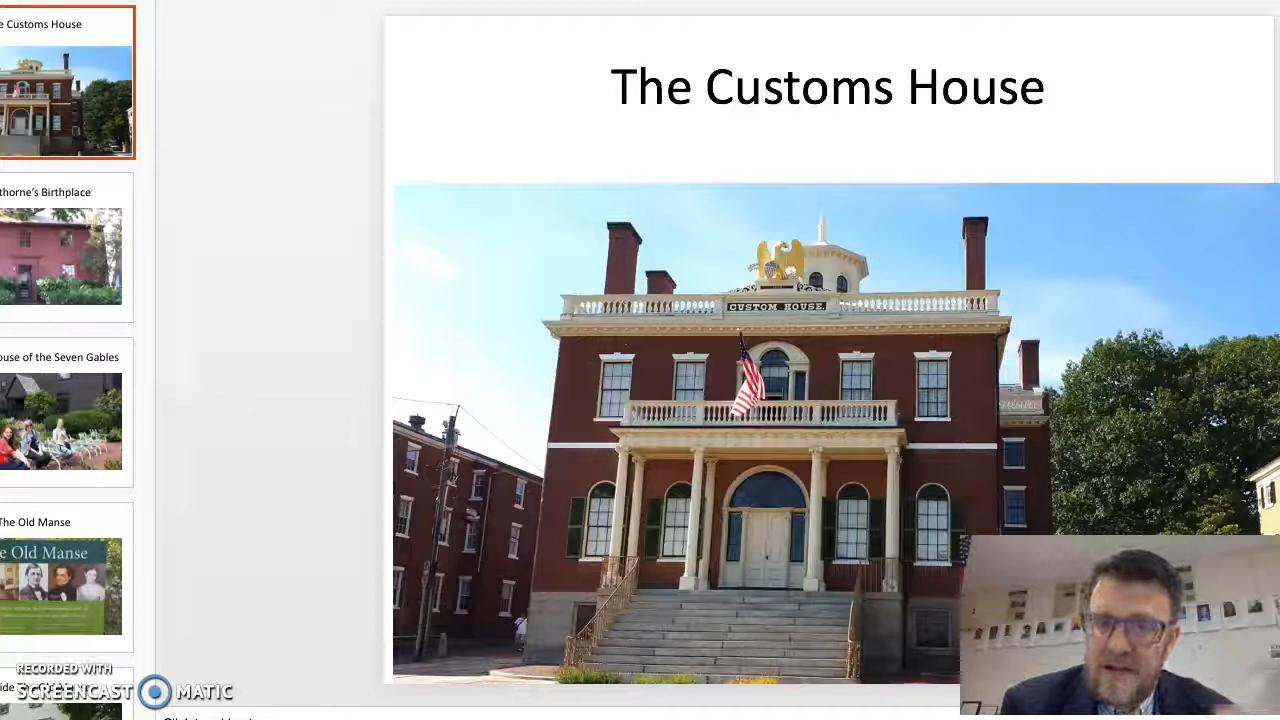 e Customs House
The Customs House
CUSTOM HOUSE.
thorne's Birthplace
ouse of the Seven Gables
The Old Manse
e Old Manse
RECORDED WITH
SCREENCAST MATIC